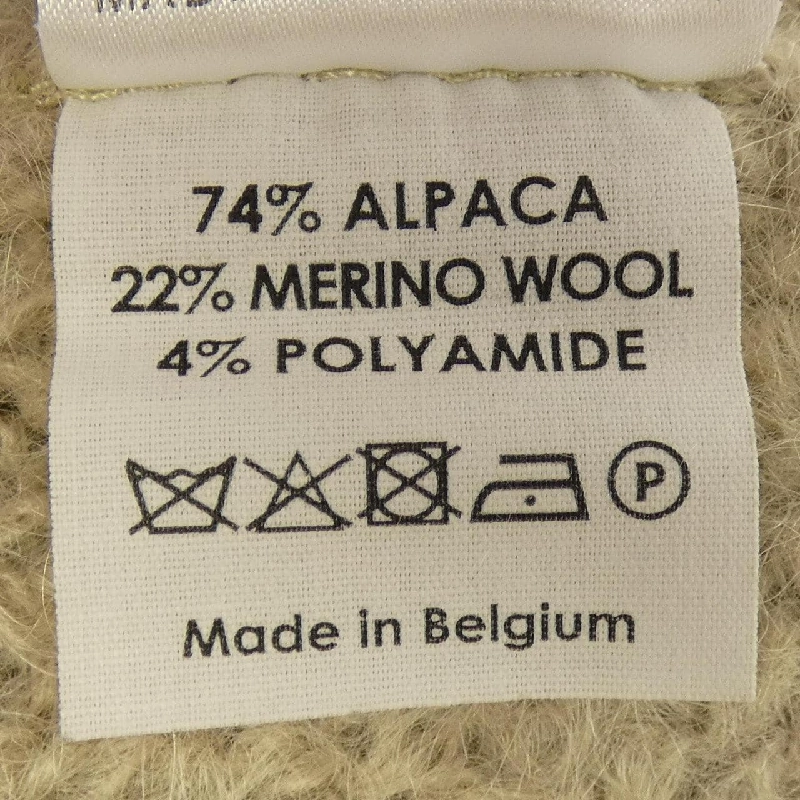 74% ALPACA
22% MERINO WOOL
4% POLYAMIDE
P
Made in Belgium